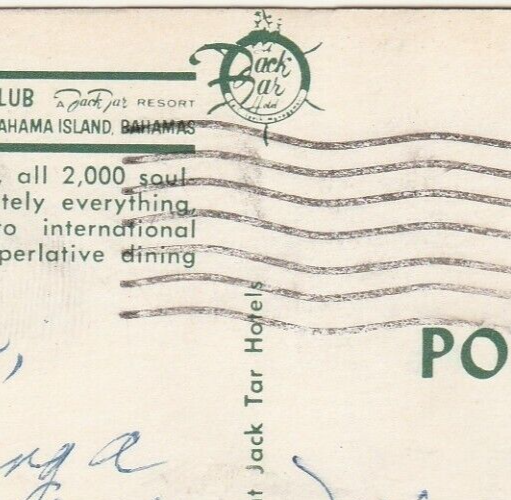 LUB A Jack Tar RESORT
AHAMA ISLAND, BAHAMAS
Jack
Tar
Hotel
all 2,000 soul
tely everything,
to international
perlative dining
t Jack Tar Hotels
PO
ng a